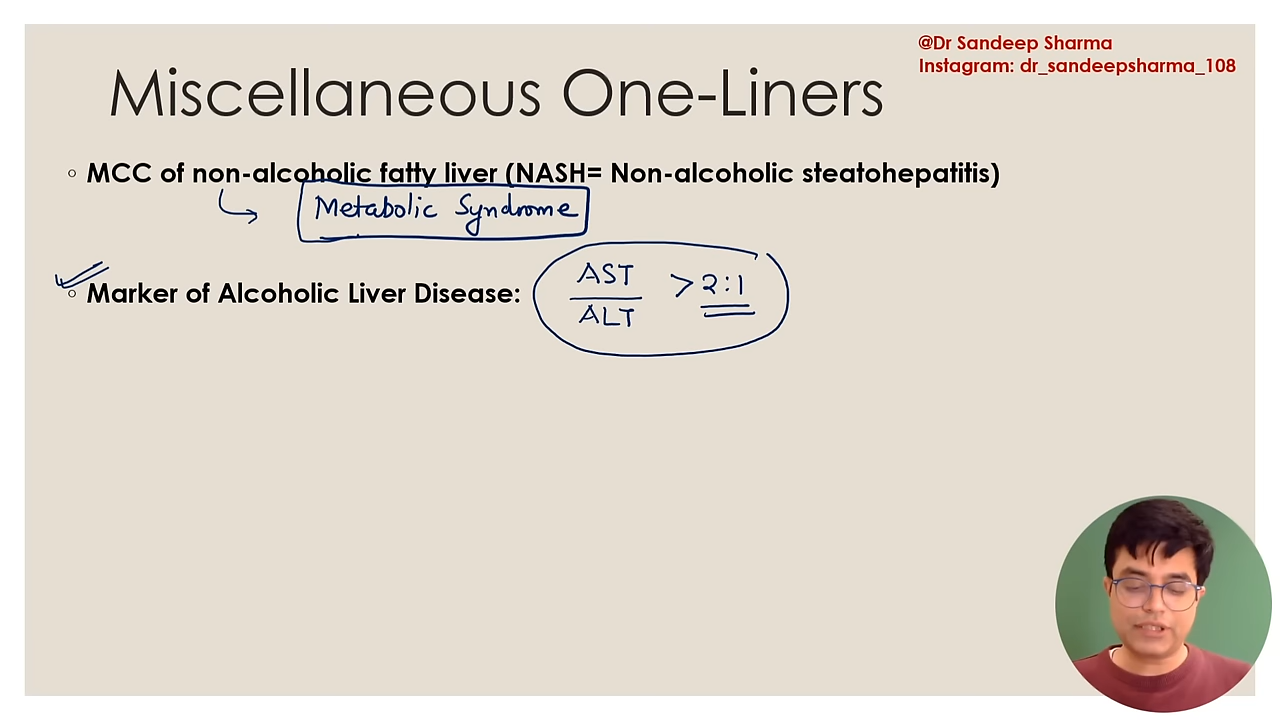 @Dr Sandeep Sharma
Instagram: dr_sandeepsharma_108
Miscellaneous One-Liners
◦ MCC of non-alcoholic fatty liver (NASH= Non-alcoholic steatohepatitis)
Metabolic Syndrome
◦ Marker of Alcoholic Liver Disease:
AST
> 2:1
ALT